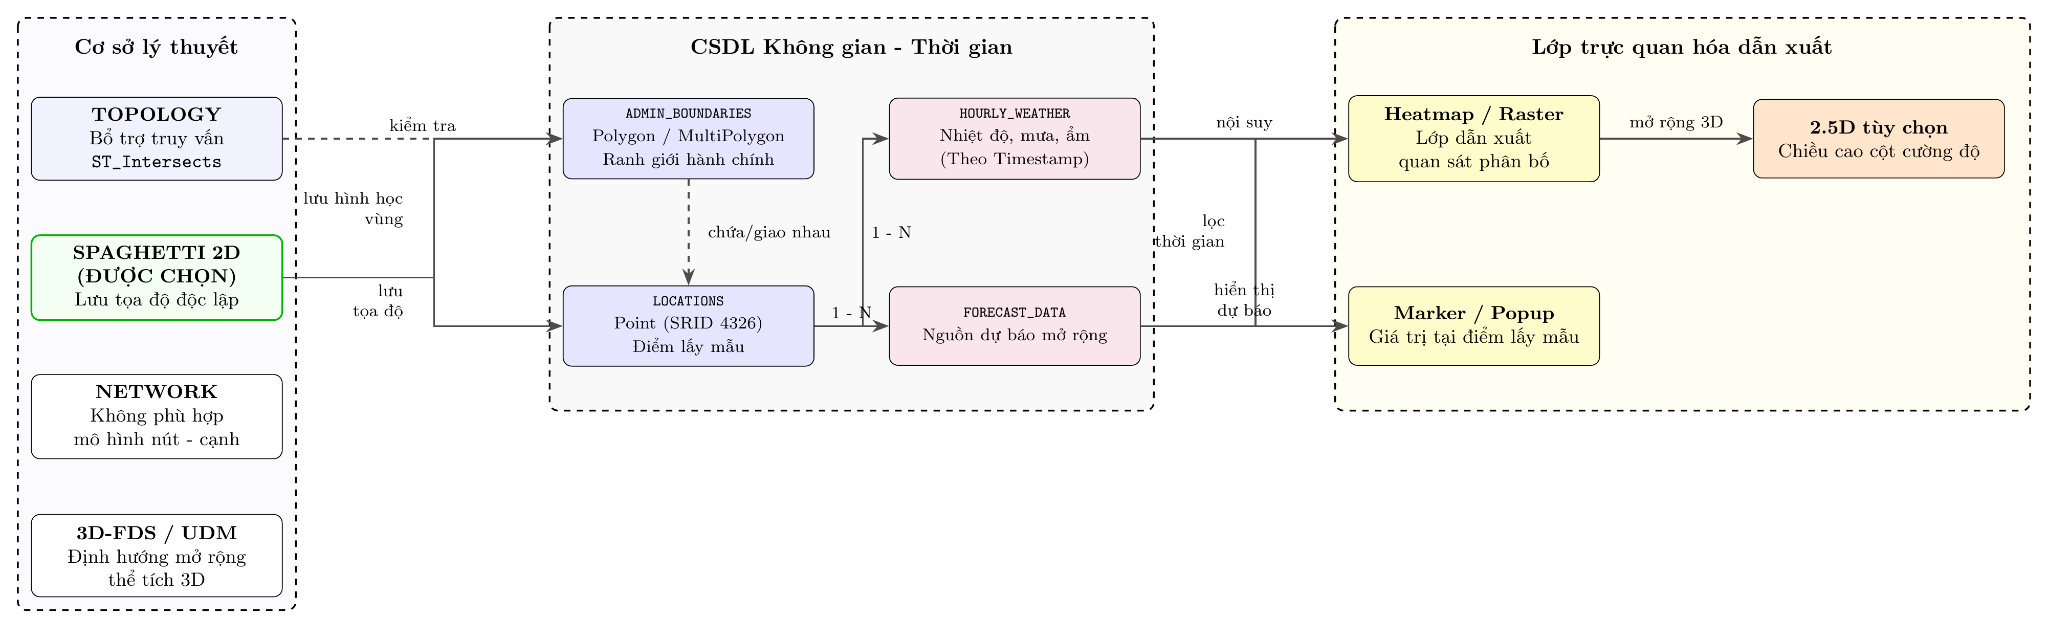 Cơ sở lý thuyết
TOPOLOGY
Bổ trợ truy vấn
ST_Intersects
SPAGHETTI 2D
(ĐƯỢC CHỌN)
Lưu tọa độ độc lập
NETWORK
Không phù hợp
mô hình nút - cạnh
3D-FDS / UDM
Định hướng mở rộng
thể tích 3D
kiểm tra
lưu hình học
vùng
lưu
tọa độ
CSDL Không gian - Thời gian
ADMIN_BOUNDARIES
Polygon / MultiPolygon
Ranh giới hành chính
chứa/giao nhau
LOCATIONS
Point (SRID 4326)
Điểm lấy mẫu
1 - N
1 - N
HOURLY_WEATHER
Nhiệt độ, mưa, ẩm
(Theo Timestamp)
FORECAST_DATA
Nguồn dự báo mở rộng
nội suy
lọc
thời gian
hiển thị
dự báo
Lớp trực quan hóa dẫn xuất
Heatmap / Raster
Lớp dẫn xuất
quan sát phân bố
mở rộng 3D
2.5D tùy chọn
Chiều cao cột cường độ
Marker / Popup
Giá trị tại điểm lấy mẫu